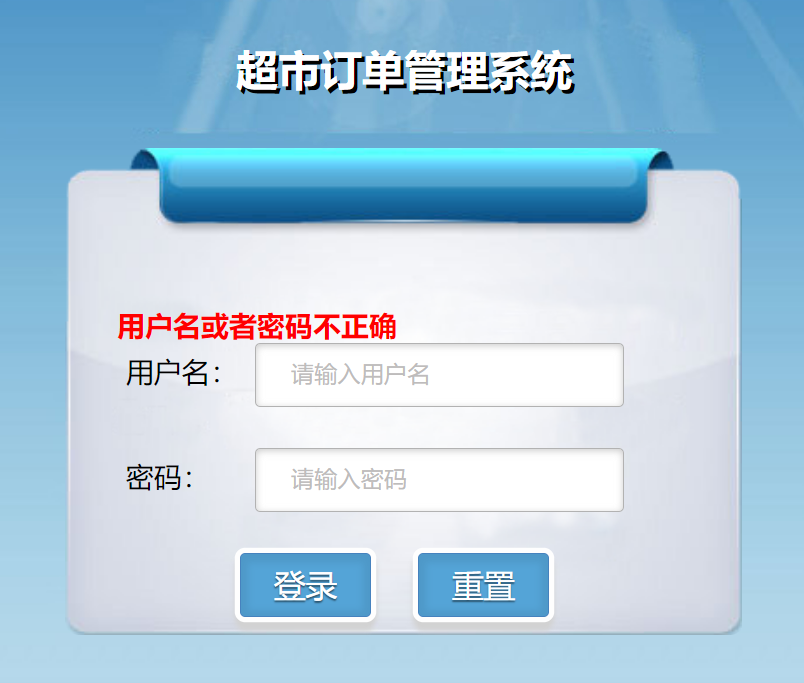 超市订单管理系统
用户名或者密码不正确
用户名：
请输入用户名
密码：
请输入密码
登录 重置